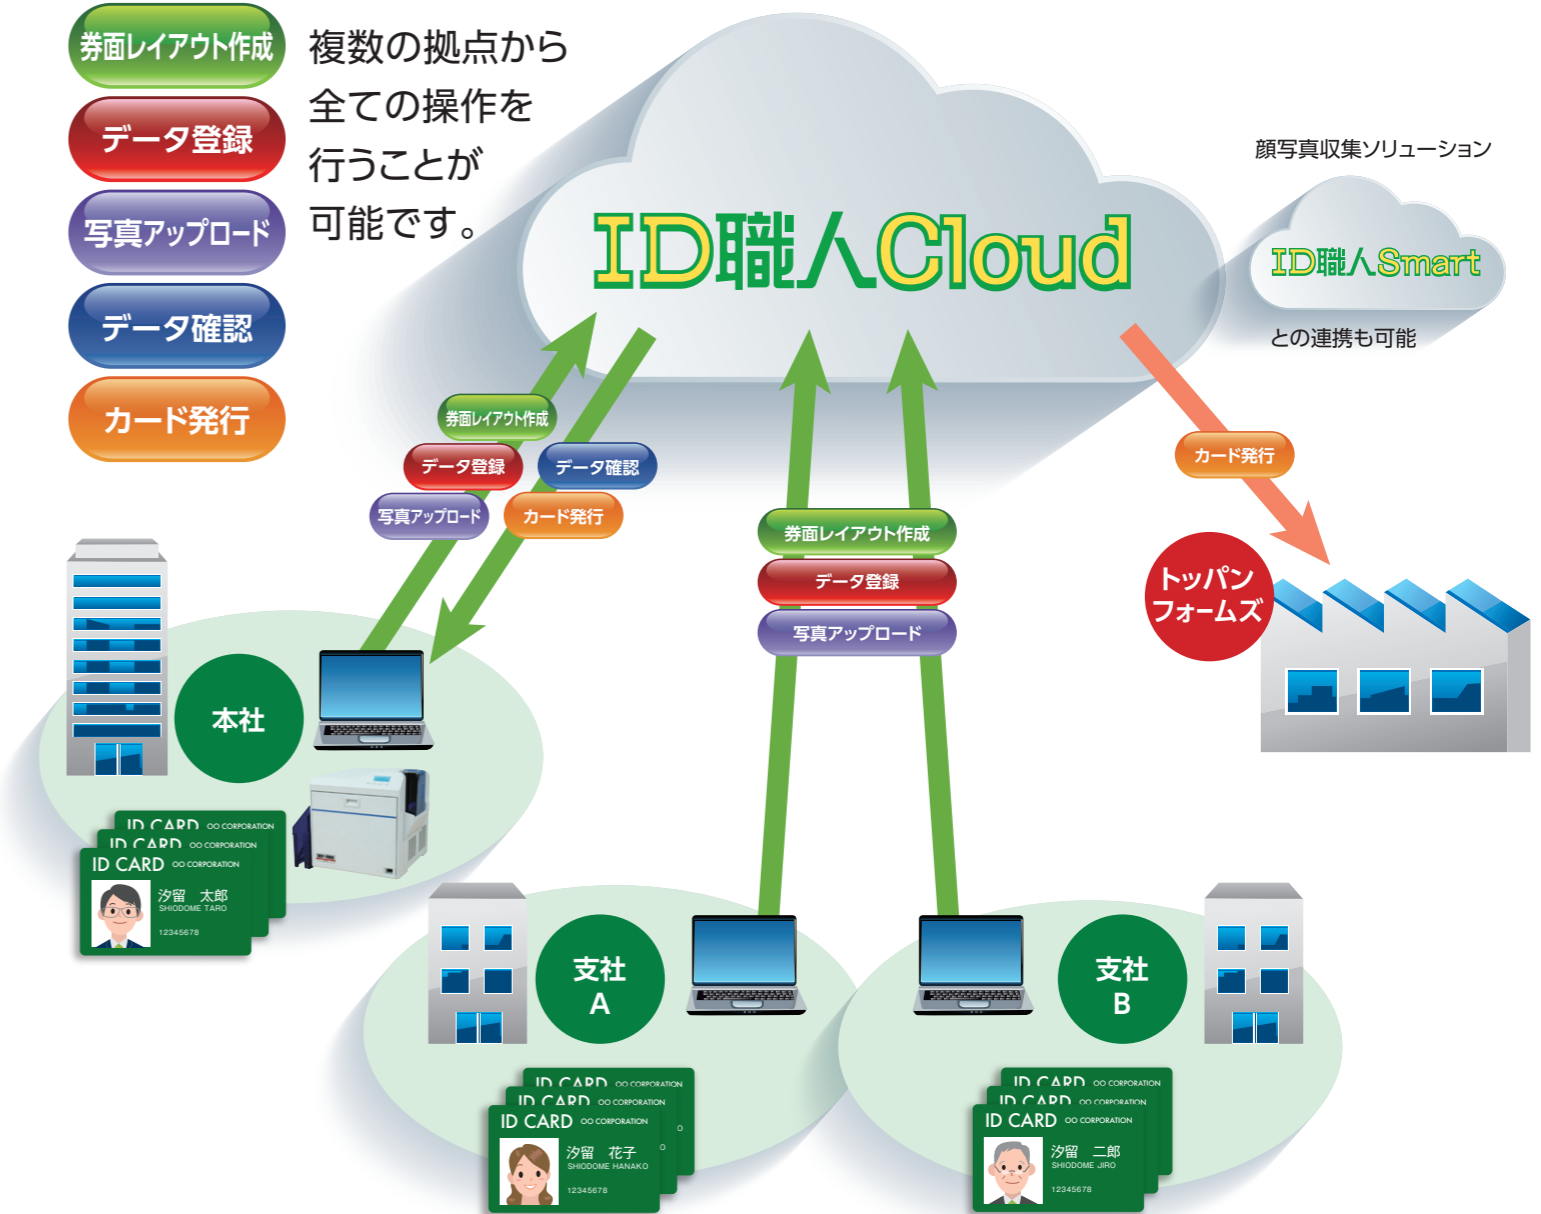 券面レイアウト作成
データ登録
写真アップロード
データ確認
カード発行
複数の拠点から
全ての操作を
行うことが
可能です。
ID職人Cloud
顔写真収集ソリューション
ID職人Smart
との連携も可能
券面レイアウト作成
データ登録
写真アップロード
データ確認
カード発行
券面レイアウト作成
データ登録
写真アップロード
カード発行
トッパン
フォームズ
本社
ID CARD OO CORPORATION
ID CARD OO CORPORATION
ID CARD OO CORPORATION
汐留 太郎
SHIODOME TARO
12345678
支社
A
ID CARD OO CORPORATION
ID CARD OO CORPORATION
ID CARD OO CORPORATION
汐留 花子
SHIODOME HANAKO
12345678
支社
B
ID CARD OO CORPORATION
ID CARD OO CORPORATION
ID CARD OO CORPORATION
汐留 二郎
SHIODOME JIRO
12345678